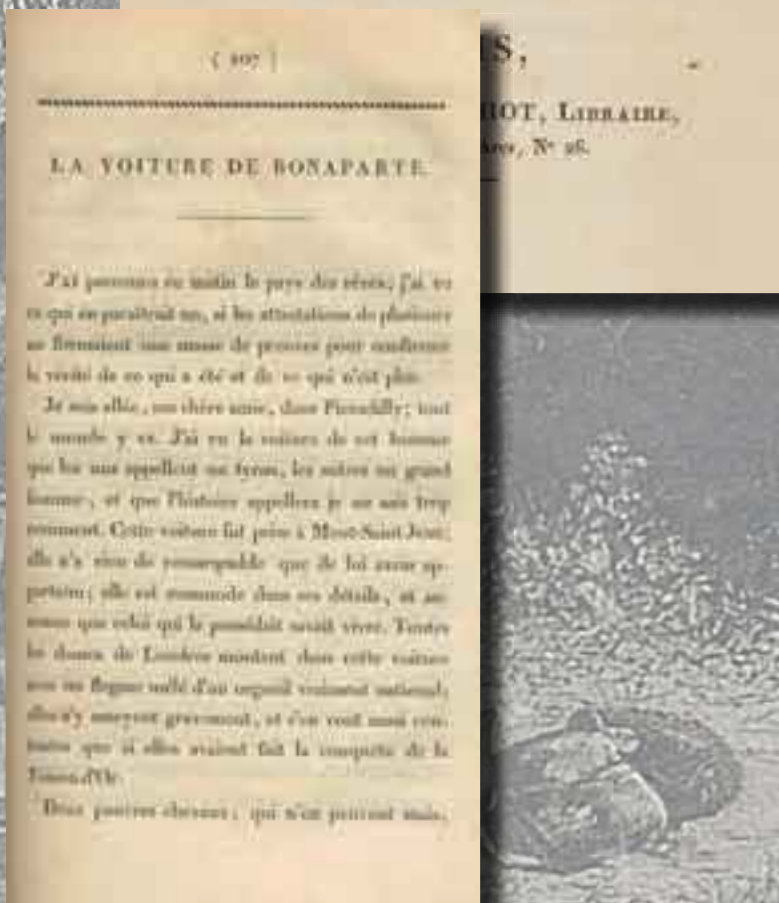 ( 207 )
LA VOITURE DE BONAPARTE.
J'AI parcouru ce matin le pays des rêves; j'ai vu
ce qui en paraîtrait un, si les attestations de plusieurs
ne formaient une masse de preuves pour confirmer
la vérité de ce qui a été et de ce qui n'est plus.
Je suis allée, ma chère amie, dans Piccadilly; tout
le monde y va. J'ai vu la voiture de cet homme
que les uns appellent un tyran, les autres un grand
homme, et que l'histoire appellera je ne sais trop
comment. Cette voiture fut prise à Mont-Saint-Jean;
elle n'a rien de remarquable que de lui avoir ap-
partenu; elle est commode dans ses détails, et an-
nonce que celui qui la possédait savait vivre. Toutes
les dames de Londres montent dans cette voiture
avec un flegme mêlé d'un orgueil vraiment national;
elles s'y asseyent gravement, et s'en vont aussi con-
tentes que si elles avaient fait la conquête de la
Toison d'Or.
Deux pauvres chevaux, qui n'en peuvent mais,
IS,
IOT, LIBRAIRE,
N° 26.